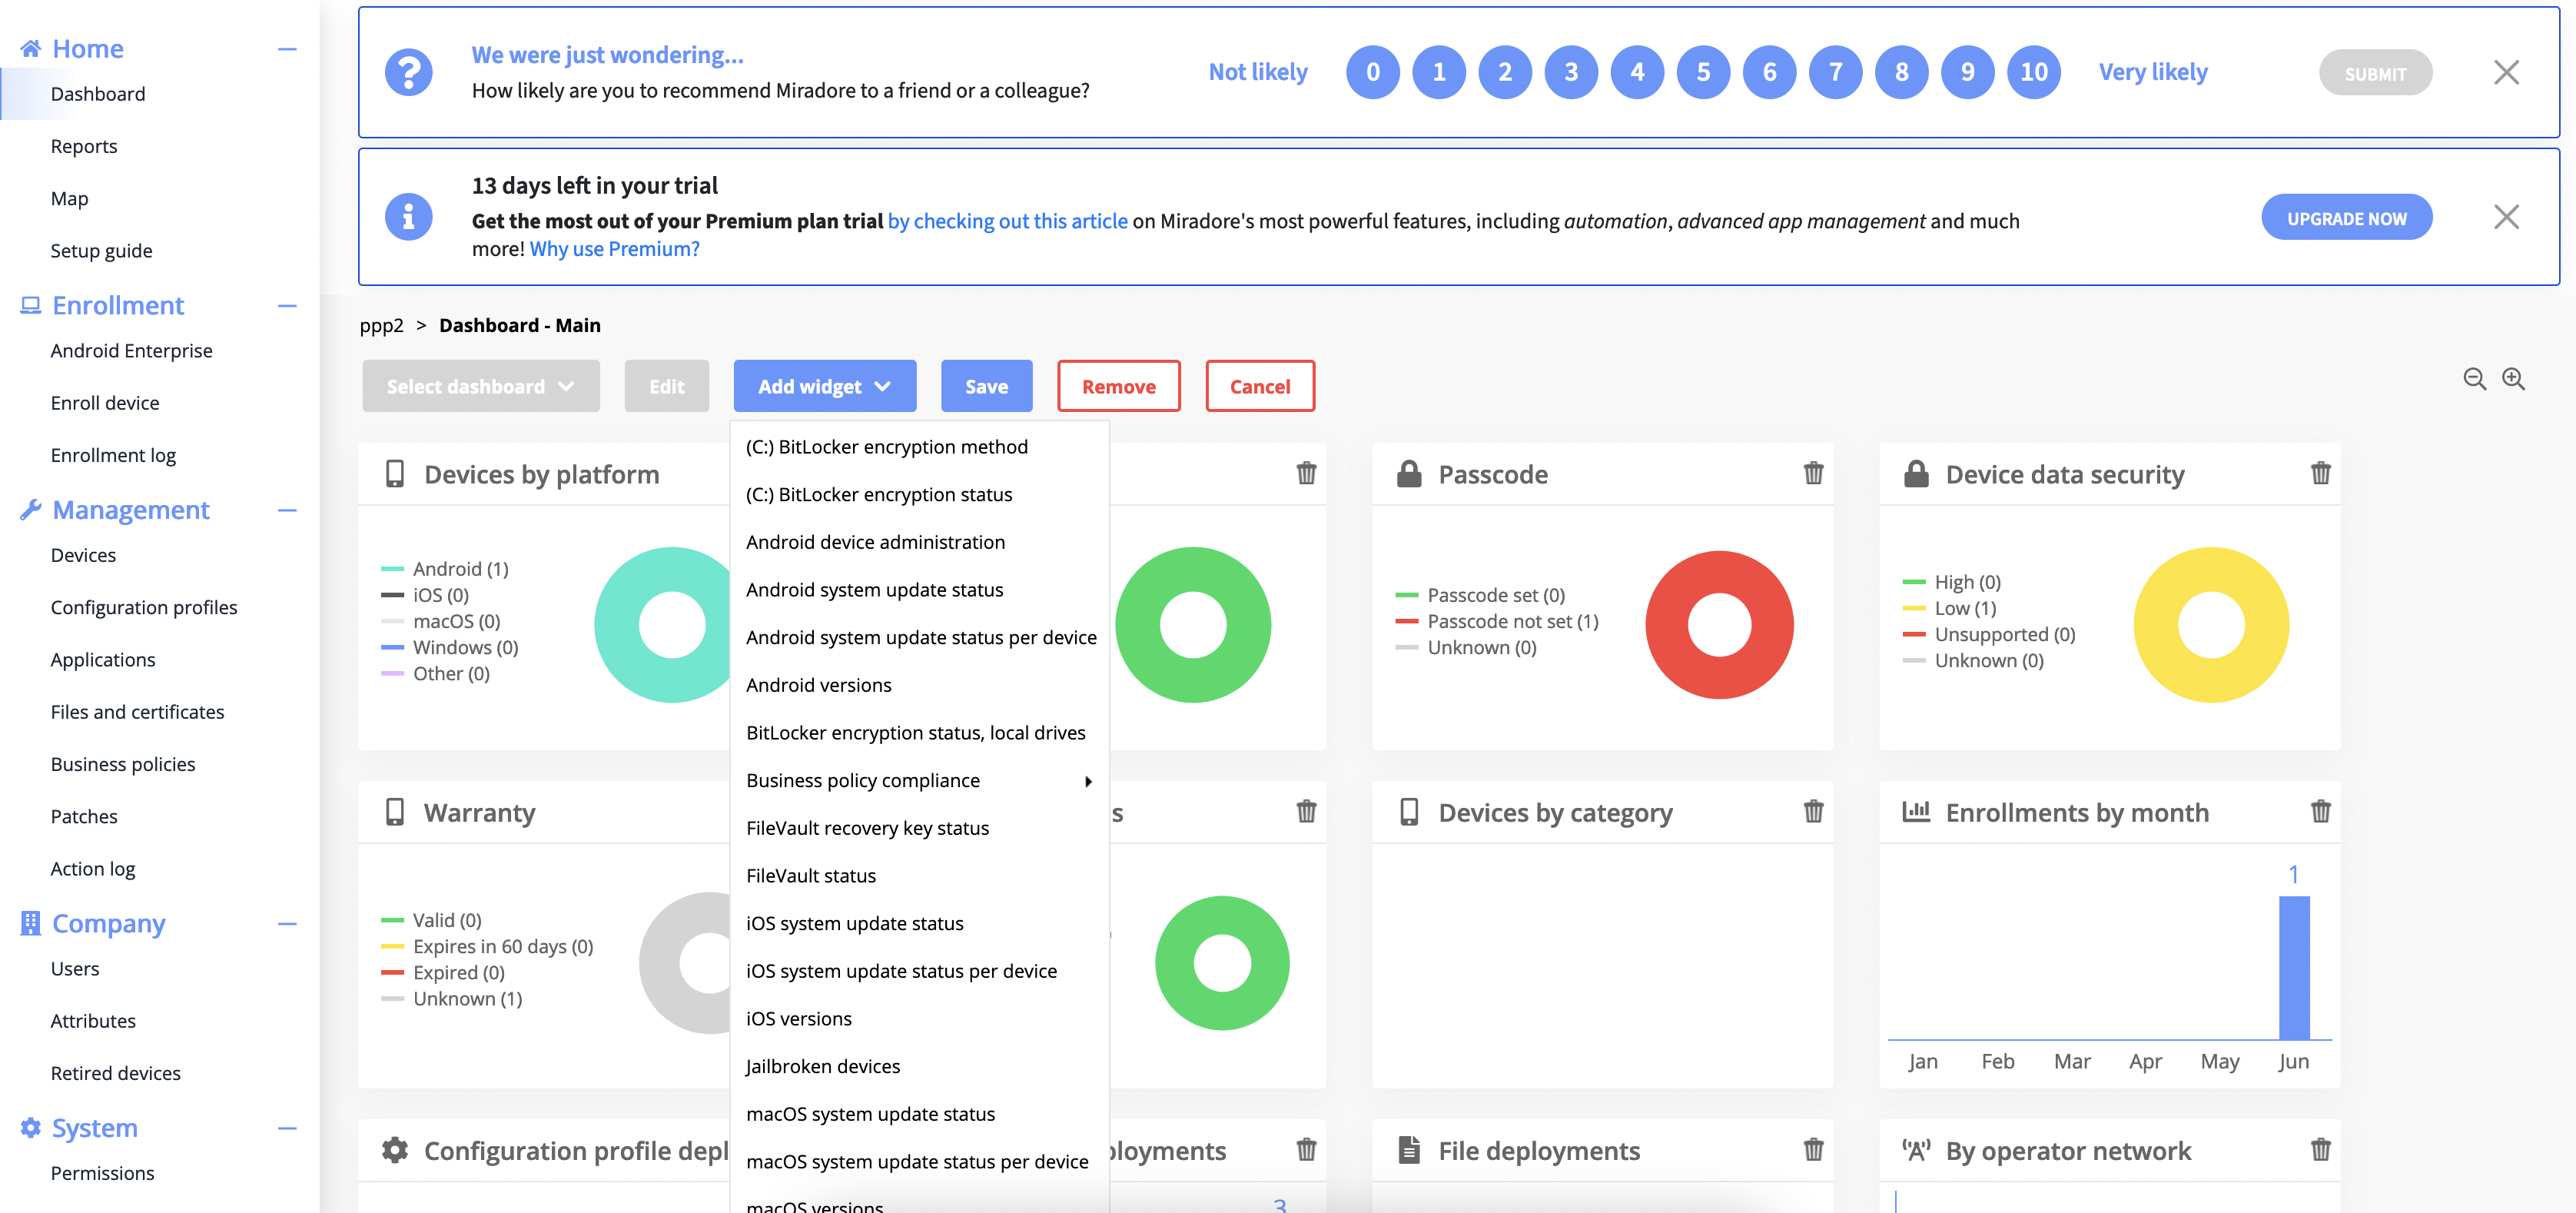 Home
Dashboard
Reports
Map
Setup guide
Enrollment
Android Enterprise
Enroll device
Enrollment log
Management
Devices
Configuration profiles
Applications
Files and certificates
Business policies
Patches
Action log
Company
Users
Attributes
Retired devices
System
Permissions
We were just wondering...
How likely are you to recommend Miradore to a friend or a colleague?
Not likely 0 1 2 3 4 5 6 7 8 9 10 Very likely
SUBMIT
13 days left in your trial
Get the most out of your Premium plan trial by checking out this article on Miradore's most powerful features, including automation, advanced app management and much
more! Why use Premium?
UPGRADE NOW
ppp2 > Dashboard - Main
Select dashboard Edit Add widget Save Remove Cancel
(C:) BitLocker encryption method
(C:) BitLocker encryption status
Android device administration
Android system update status
Android system update status per device
Android versions
BitLocker encryption status, local drives
Business policy compliance
FileVault recovery key status
FileVault status
iOS system update status
iOS system update status per device
iOS versions
Jailbroken devices
macOS system update status
macOS system update status per device
macOS versions
Devices by platform
Android (1)
iOS (0)
macOS (0)
Windows (0)
Other (0)
Passcode
Passcode set (0)
Passcode not set (1)
Unknown (0)
Device data security
High (0)
Low (1)
Unsupported (0)
Unknown (0)
Warranty
Valid (0)
Expires in 60 days (0)
Expired (0)
Unknown (1)
s
Devices by category
Enrollments by month
1
Jan Feb Mar Apr May Jun
Configuration profile depl
loyments
3
File deployments
By operator network